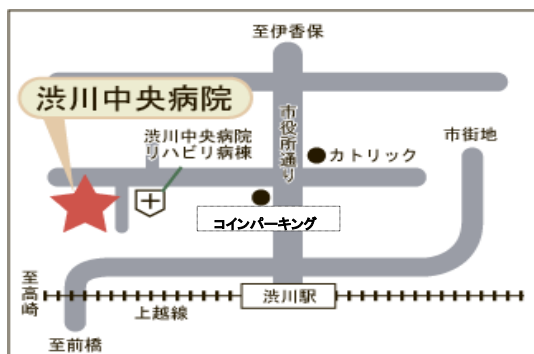 至伊香保
渋川中央病院
渋川中央病院
リハビリ病棟
市役所通り
カトリック
市街地
コインパーキング
至高崎
渋川駅
上越線
至前橋